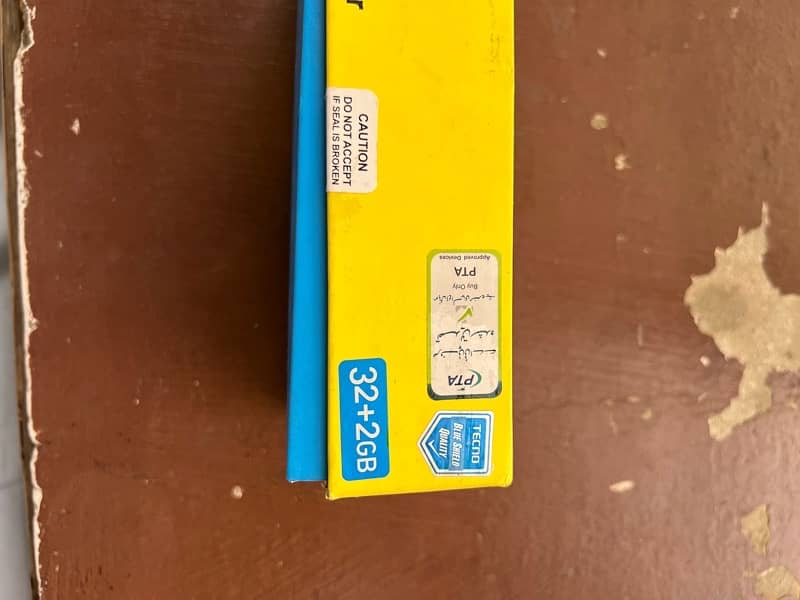 r
CAUTION
DO NOT ACCEPT
IF SEAL IS BROKEN
32+2GB
TECNO
BLUE SHIELD
QUALITY
PTA
Buy Only
PTA
Approved Devices